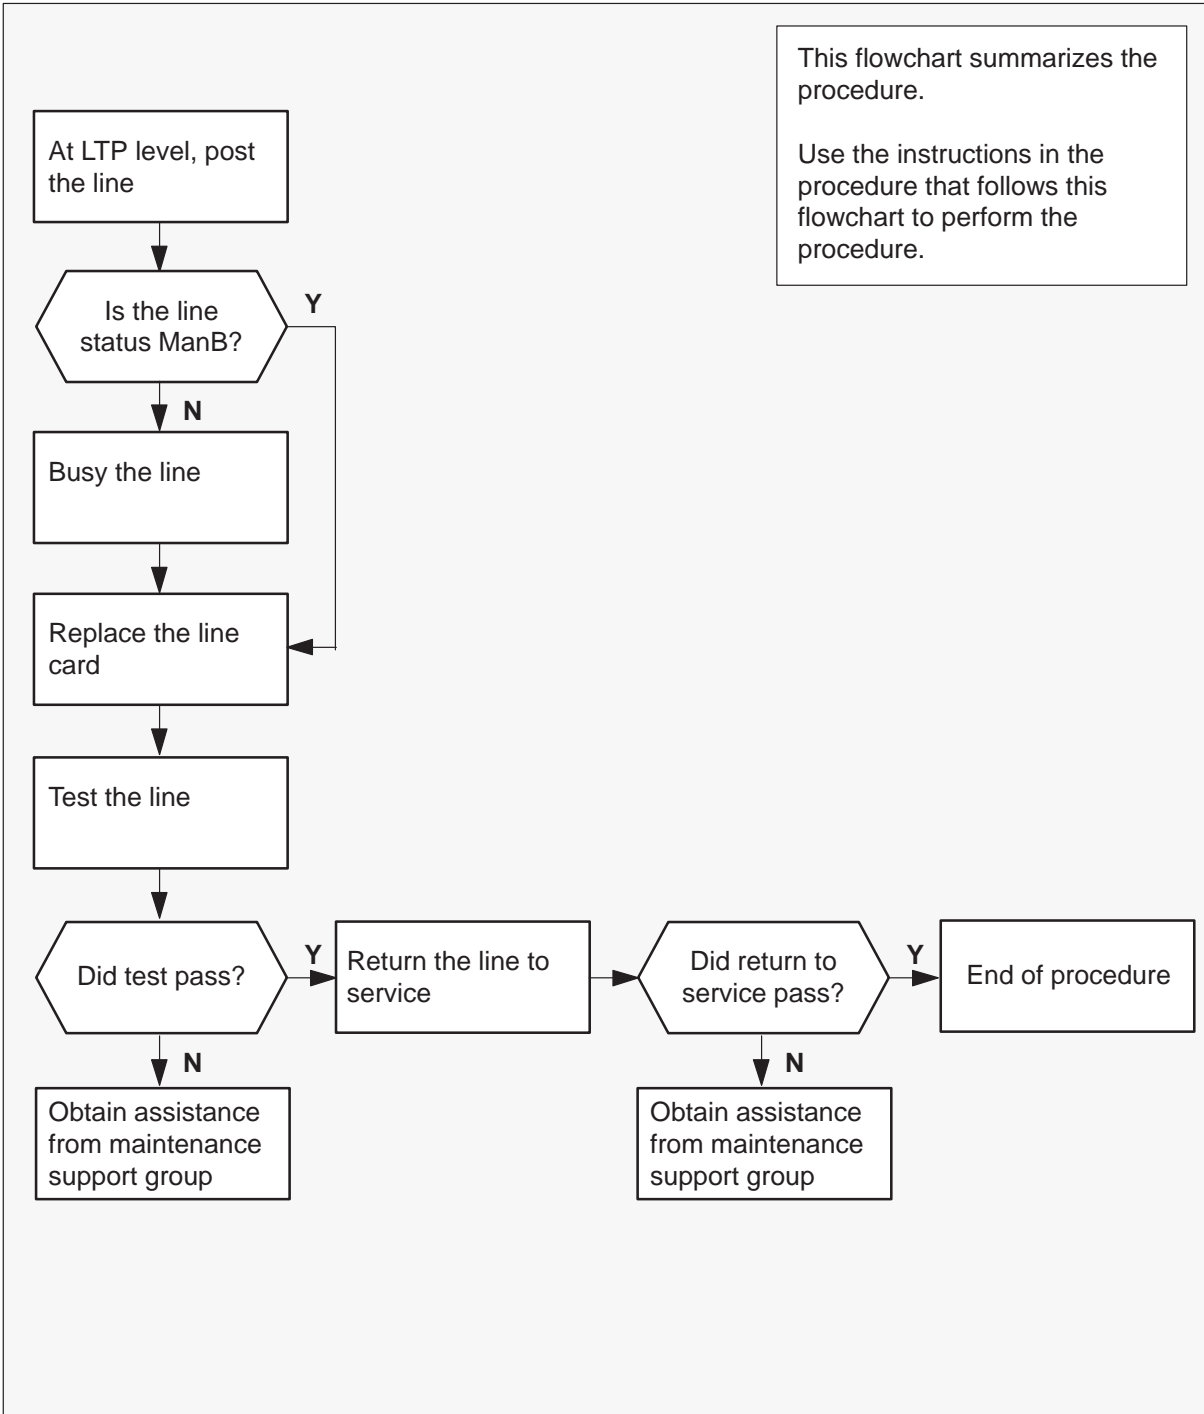 This flowchart summarizes the
procedure.
Use the instructions in the
procedure that follows this
flowchart to perform the
procedure.
At LTP level, post
the line
Is the line
status ManB?
Y
N
Busy the line
Replace the line
card
Test the line
Did test pass?
Y
N
Return the line to
service
Did return to
service pass?
Y
N
End of procedure
Obtain assistance
from maintenance
support group
Obtain assistance
from maintenance
support group